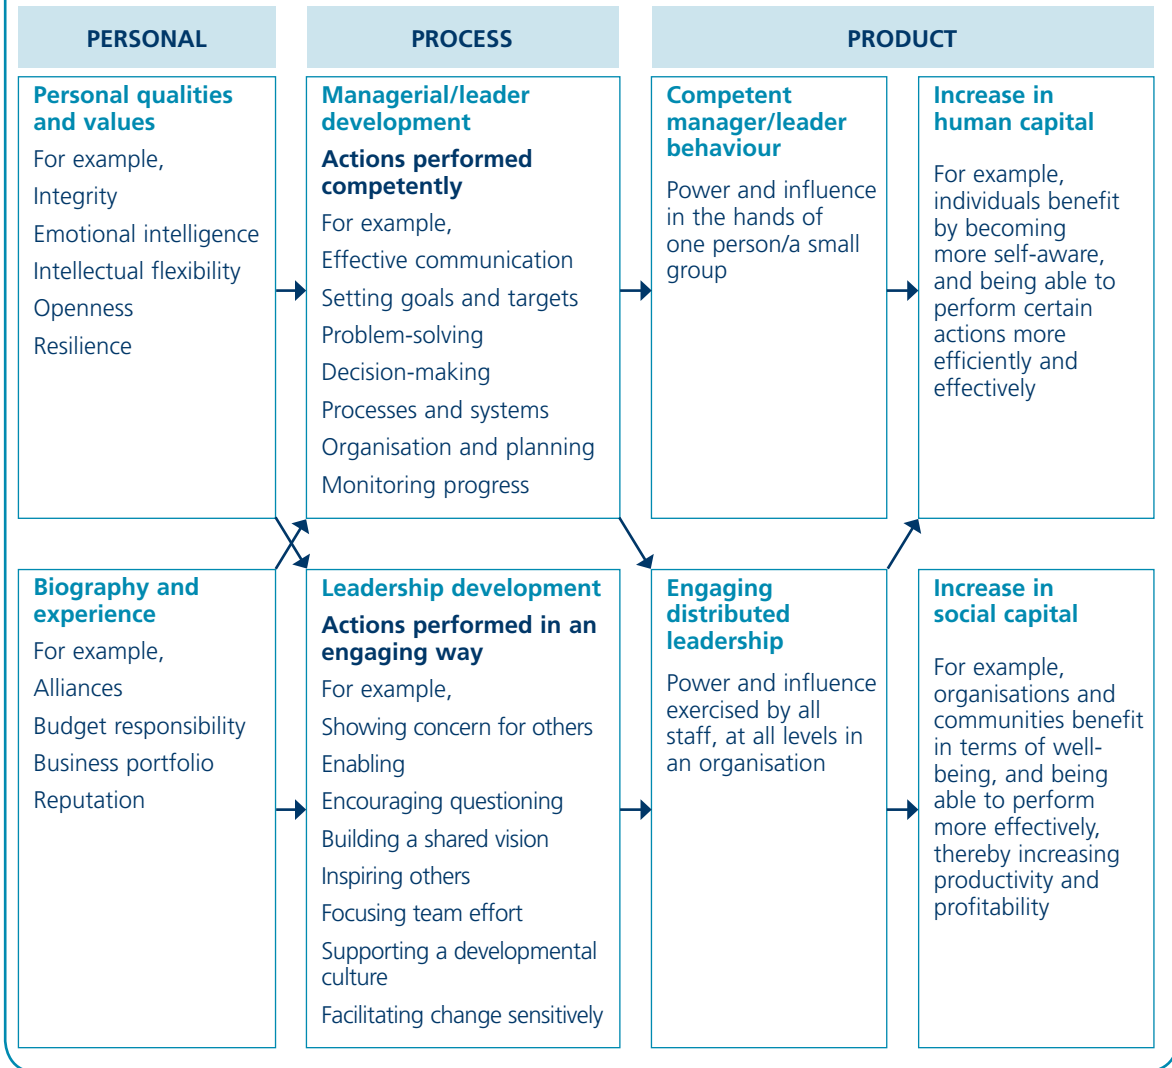 PERSONAL
PROCESS
PRODUCT
Personal qualities
and values
For example,
Integrity
Emotional intelligence
Intellectual flexibility
Openness
Resilience
Managerial/leader
development
Actions performed
competently
For example,
Effective communication
Setting goals and targets
Problem-solving
Decision-making
Processes and systems
Organisation and planning
Monitoring progress
Competent
manager/leader
behaviour
Power and influence
in the hands of
one person/a small
group
Increase in
human capital
For example,
individuals benefit
by becoming
more self-aware,
and being able to
perform certain
actions more
efficiently and
effectively
Biography and
experience
For example,
Alliances
Budget responsibility
Business portfolio
Reputation
Leadership development
Actions performed in an
engaging way
For example,
Showing concern for others
Enabling
Encouraging questioning
Building a shared vision
Inspiring others
Focusing team effort
Supporting a developmental
culture
Facilitating change sensitively
Engaging
distributed
leadership
Power and influence
exercised by all
staff, at all levels in
an organisation
Increase in
social capital
For example,
organisations and
communities benefit
in terms of well-
being, and being
able to perform
more effectively,
thereby increasing
productivity and
profitability